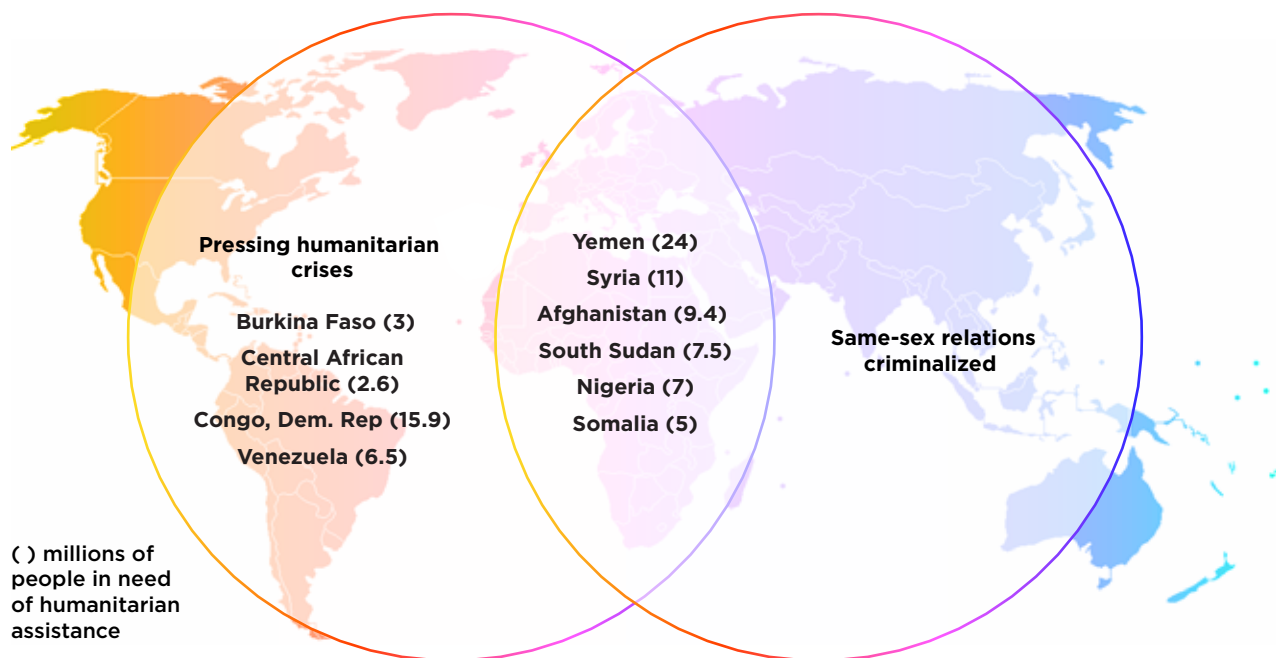 Pressing humanitarian
crises
Burkina Faso (3)
Central African
Republic (2.6)
Congo, Dem. Rep (15.9)
Venezuela (6.5)
Yemen (24)
Syria (11)
Afghanistan (9.4)
South Sudan (7.5)
Nigeria (7)
Somalia (5)
Same-sex relations
criminalized
( ) millions of
people in need
of humanitarian
assistance